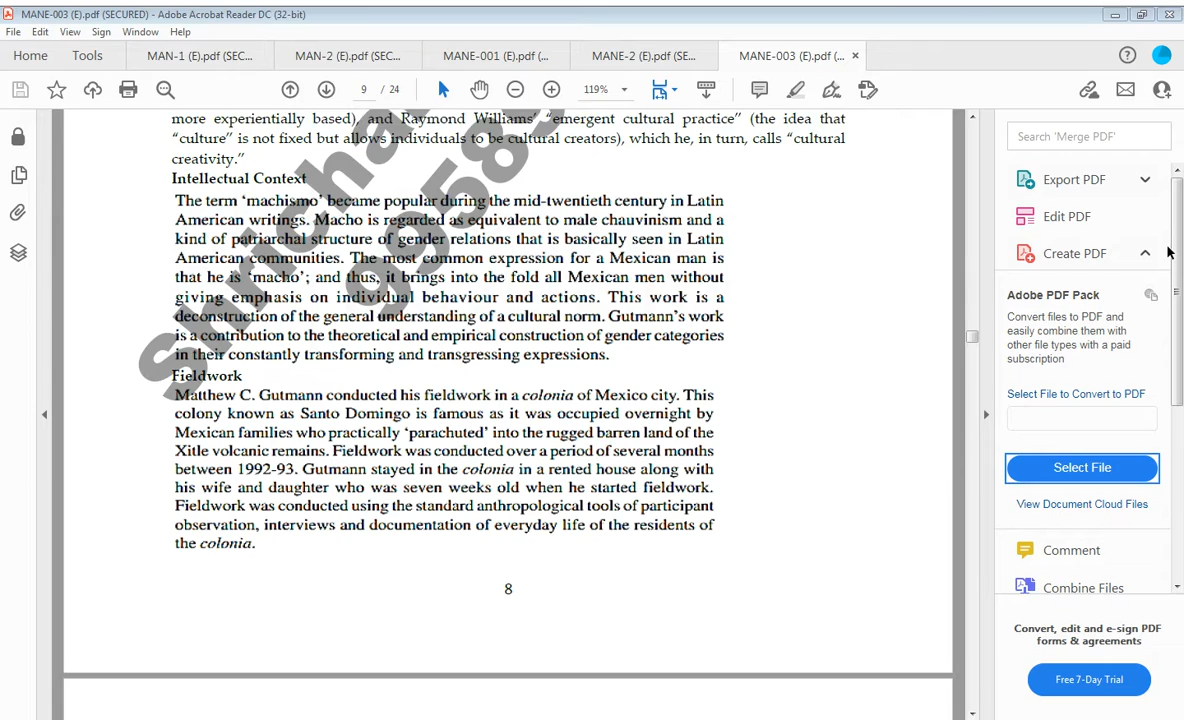 MANE-003 (E).pdf (SECURED) - Adobe Acrobat Reader DC (32-bit)
File Edit View Sign Window Help
Home Tools MAN-1 (E).pdf (SEC... MAN-2 (E).pdf (SEC... MANE-001 (E).pdf (... MANE-2 (E).pdf (SE... MANE-003 (E).pdf (... ×
9 / 24 119%
more experientially based), and Raymond Williams' "emergent cultural practice" (the idea that
"culture" is not fixed but allows individuals to be cultural creators), which he, in turn, calls "cultural
creativity."
Intellectual Context
The term 'machismo' became popular during the mid-twentieth century in Latin
American writings. Macho is regarded as equivalent to male chauvinism and a
kind of patriarchal structure of gender relations that is basically seen in Latin
American communities. The most common expression for a Mexican man is
that he is 'macho'; and thus, it brings into the fold all Mexican men without
giving emphasis on individual behaviour and actions. This work is a
deconstruction of the general understanding of a cultural norm. Gutmann's work
is a contribution to the theoretical and empirical construction of gender categories
in their constantly transforming and transgressing expressions.
Fieldwork
Matthew C. Gutmann conducted his fieldwork in a colonia of Mexico city. This
colony known as Santo Domingo is famous as it was occupied overnight by
Mexican families who practically 'parachuted' into the rugged barren land of the
Xitle volcanic remains. Fieldwork was conducted over a period of several months
between 1992-93. Gutmann stayed in the colonia in a rented house along with
his wife and daughter who was seven weeks old when he started fieldwork.
Fieldwork was conducted using the standard anthropological tools of participant
observation, interviews and documentation of everyday life of the residents of
the colonia.
8
shricha
99589
Search 'Merge PDF'
Export PDF
Edit PDF
Create PDF
Adobe PDF Pack
Convert files to PDF and
easily combine them with
other file types with a paid
subscription
Select File to Convert to PDF
Select File
View Document Cloud Files
Comment
Combine Files
Convert, edit and e-sign PDF
forms & agreements
Free 7-Day Trial